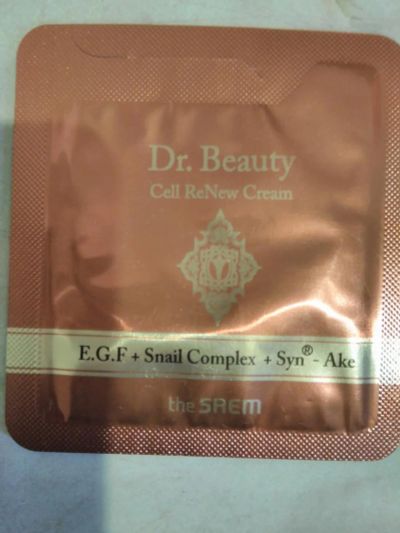 Dr. Beauty
Cell ReNew Cream
E.G.F + Snail Complex + Syn® - Ake
the SAEM